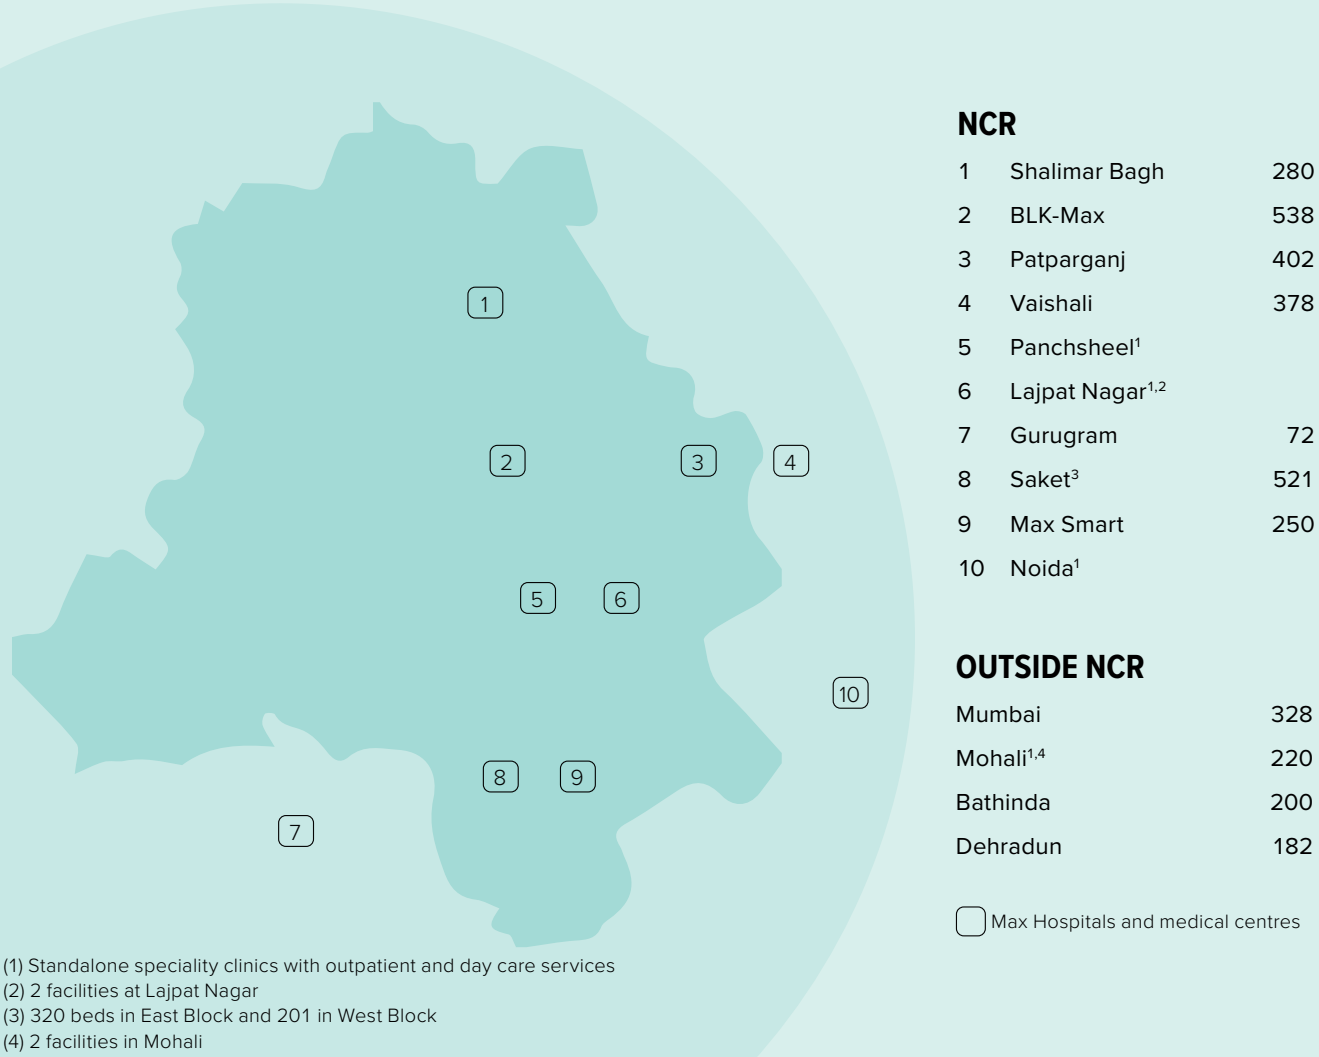 NCR
1 Shalimar Bagh 280
2 BLK-Max 538
3 Patparganj 402
4 Vaishali 378
5 Panchsheel¹
6 Lajpat Nagar¹,²
7 Gurugram 72
8 Saket³ 521
9 Max Smart 250
10 Noida¹
OUTSIDE NCR
Mumbai 328
Mohali¹,⁴ 220
Bathinda 200
Dehradun 182
Max Hospitals and medical centres
1
2 3 4
5 6
10
8 9
7
(1) Standalone speciality clinics with outpatient and day care services
(2) 2 facilities at Lajpat Nagar
(3) 320 beds in East Block and 201 in West Block
(4) 2 facilities in Mohali